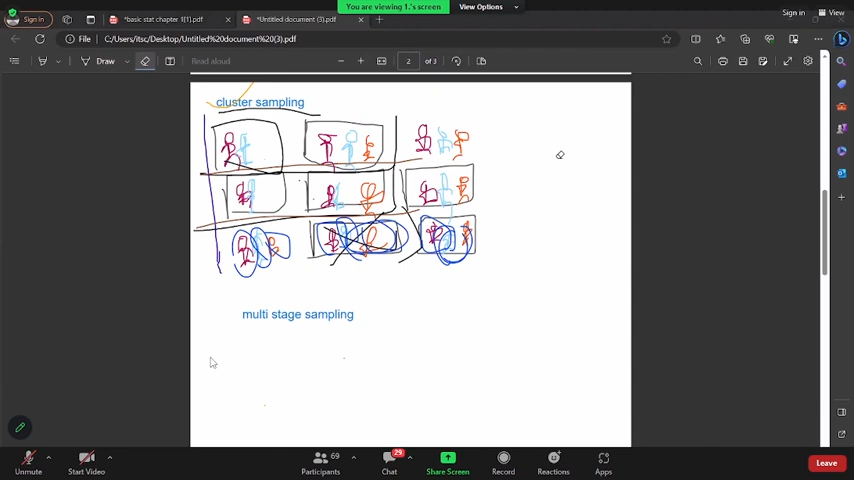 You are viewing 1.'s screen
View Options
Sign in
View
Sign in
*basic stat chapter 1[1].pdf
*Untitled document (3).pdf
File
C:/Users/itsc/Desktop/Untitled%20document%20(3).pdf
Draw
Read aloud
2
of 3
cluster sampling
multi stage sampling
Unmute
Start Video
69
Participants
29
Chat
Share Screen
Record
Reactions
Apps
Leave